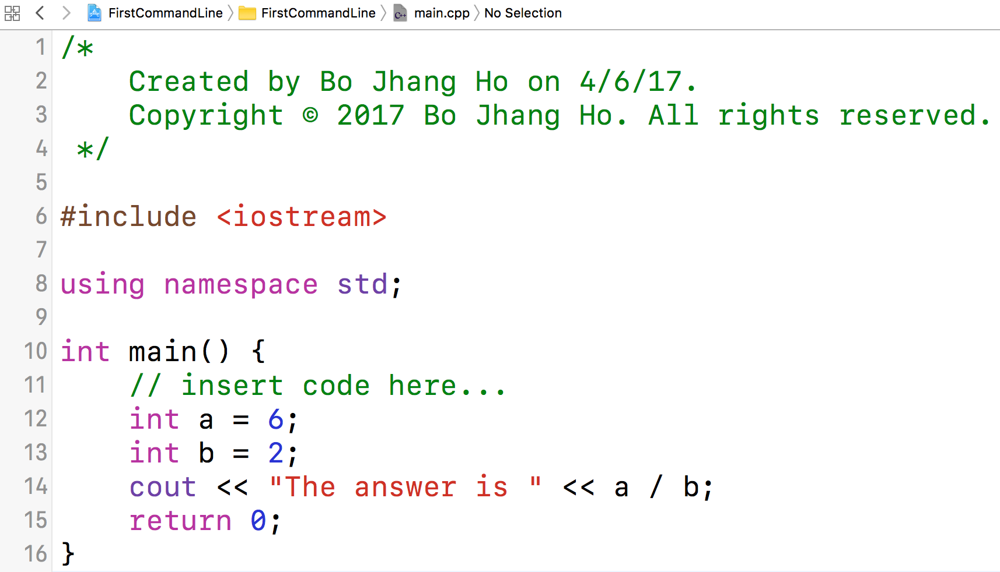 FirstCommandLine FirstCommandLine C++ main.cpp No Selection
1 /*
2     Created by Bo Jhang Ho on 4/6/17.
3     Copyright © 2017 Bo Jhang Ho. All rights reserved.
4  */
5
6 #include <iostream>
7
8 using namespace std;
9
10 int main() {
11     // insert code here...
12     int a = 6;
13     int b = 2;
14     cout << "The answer is " << a / b;
15     return 0;
16 }